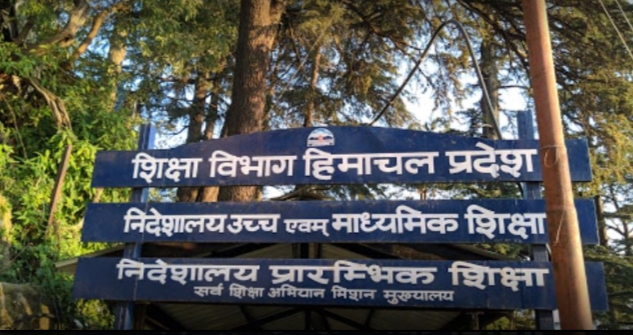 शिक्षा विभाग हिमाचल प्रदेश
निदेशालय उच्च एवम् माध्यमिक शिक्षा
निदेशालय प्रारम्भिक शिक्षा
सर्व शिक्षा अभियान मिशन मुख्यालय